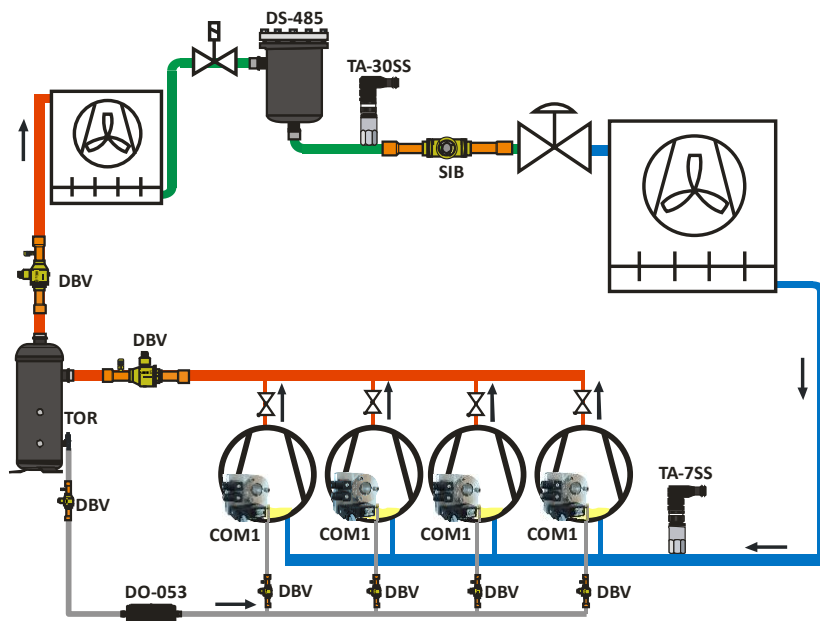 DS-485
TA-30SS
SIB
DBV
DBV
TOR
DBV
TA-7SS
COM1
COM1
COM1
COM1
DO-053
DBV
DBV
DBV
DBV